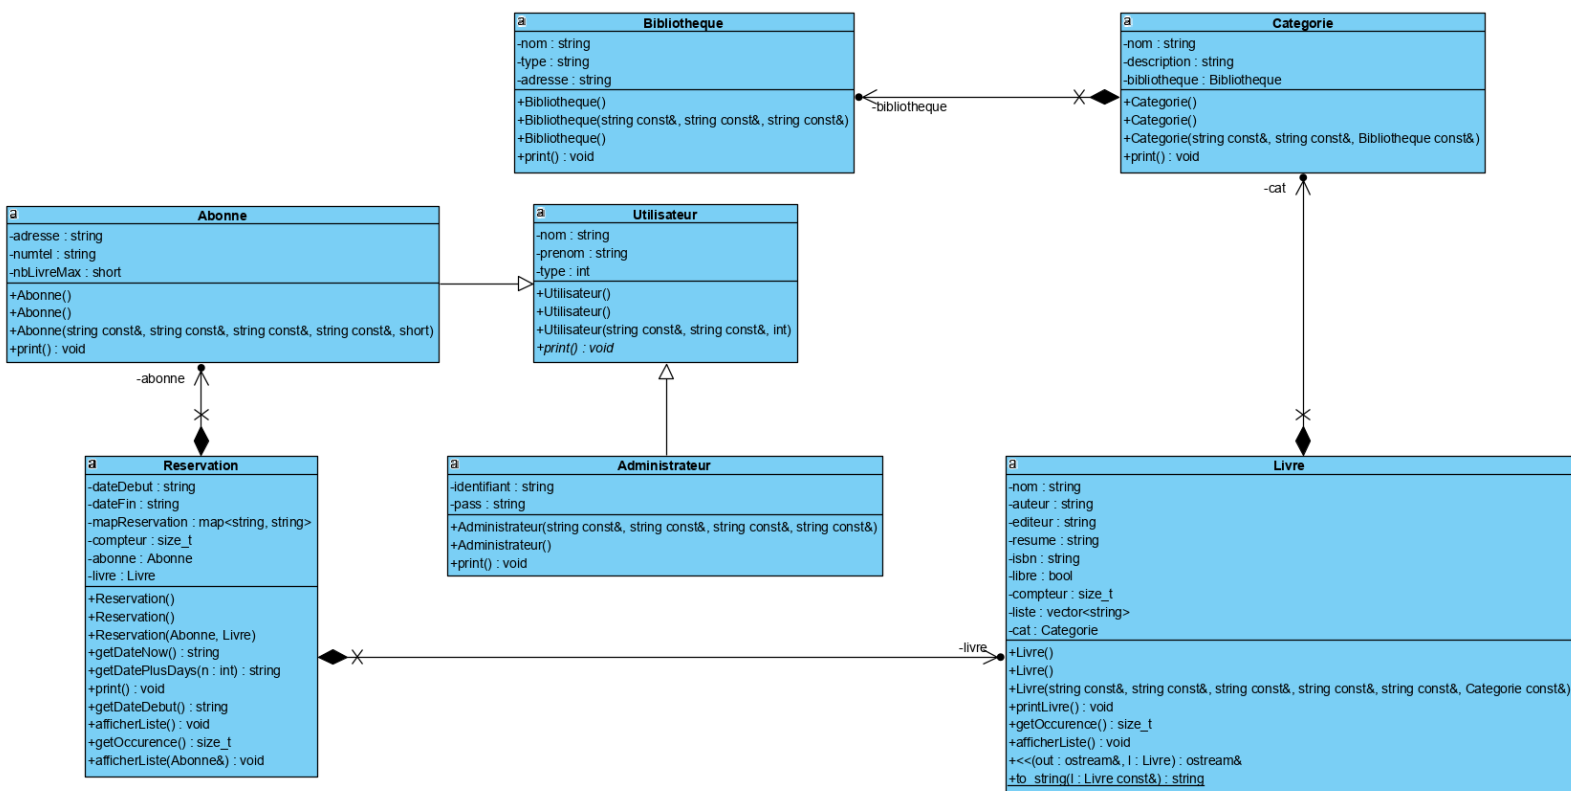 a
Bibliotheque
-nom : string
-type : string
-adresse : string
+Bibliotheque()
+Bibliotheque(string const&, string const&, string const&)
+Bibliotheque()
+print() : void
-bibliotheque
a
Categorie
-nom : string
-description : string
-bibliotheque : Bibliotheque
+Categorie()
+Categorie()
+Categorie(string const&, string const&, Bibliotheque const&)
+print() : void
-cat
a
Abonne
-adresse : string
-numtel : string
-nbLivreMax : short
+Abonne()
+Abonne()
+Abonne(string const&, string const&, string const&, string const&, short)
+print() : void
-abonne
a
Utilisateur
-nom : string
-prenom : string
-type : int
+Utilisateur()
+Utilisateur()
+Utilisateur(string const&, string const&, int)
+print() : void
a
Reservation
-dateDebut : string
-dateFin : string
-mapReservation : map<string, string>
-compteur : size_t
-abonne : Abonne
-livre : Livre
+Reservation()
+Reservation()
+Reservation(Abonne, Livre)
+getDateNow() : string
+getDatePlusDays(n : int) : string
+print() : void
+getDateDebut() : string
+afficherListe() : void
+getOccurence() : size_t
+afficherListe(Abonne&) : void
a
Administrateur
-identifiant : string
-pass : string
+Administrateur(string const&, string const&, string const&, string const&)
+Administrateur()
+print() : void
-livre
a
Livre
-nom : string
-auteur : string
-editeur : string
-resume : string
-isbn : string
-libre : bool
-compteur : size_t
-liste : vector<string>
-cat : Categorie
+Livre()
+Livre()
+Livre(string const&, string const&, string const&, string const&, string const&, Categorie const&)
+printLivre() : void
+getOccurence() : size_t
+afficherListe() : void
+<<(out : ostream&, l : Livre) : ostream&
+to_string(l : Livre const&) : string